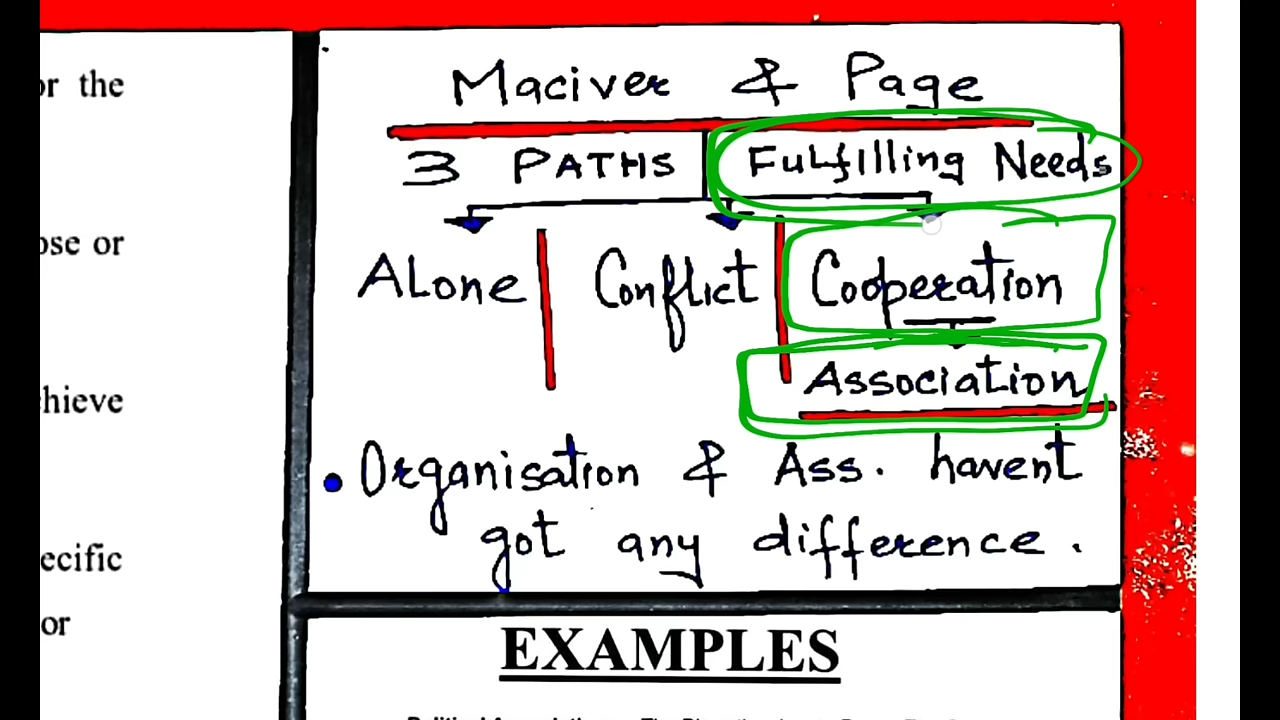 or the
ose or
hieve
ecific
or
Maciver & Page
3 PATHS Fulfilling Needs
Alone Conflict Cooperation
Association
Organisation & Ass. havent
got any difference.
EXAMPLES